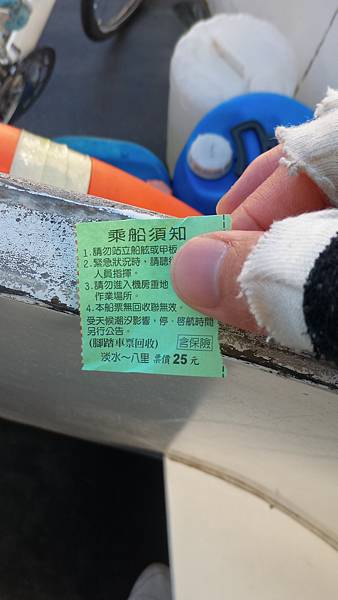 乘船須知
1.請勿站立船舷或甲板
2.緊急狀況時，請聽
人員指揮。
3.請勿進入機房重地
作業場所。
4.本船票無回收聯無效。
受天候潮汐影響，停、啓航時間
另行公告。
(腳踏車票回收) 含保險
淡水～八里 票價25元